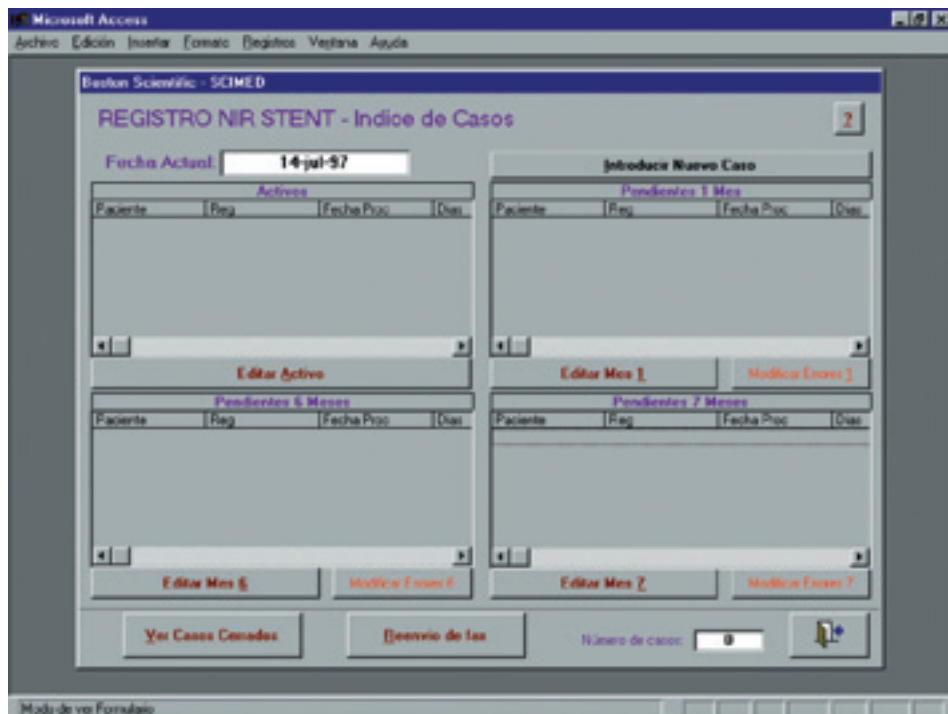 Microsoft Access
Archivo Edición Insertar Formato Registros Ventana Ayuda
Boston Scientific - SCIMED
REGISTRO NIR STENT - Indice de Casos
?
Fecha Actual: 14-jul-97
Introducir Nuevo Caso
Activos
Paciente Reg Fecha Proc Dias
Editar Activo
Pendientes 1 Mes
Paciente Reg Fecha Proc Dias
Editar Mes 1 Modificar Errores 1
Pendientes 6 Meses
Paciente Reg Fecha Proc Dias
Editar Mes 6 Modificar Errores 6
Pendientes 7 Meses
Paciente Reg Fecha Proc Dias
Editar Mes 7 Modificar Errores 7
Ver Casos Cerrados Reenvio de fax Número de casos: 0
Modo de ver Formulario